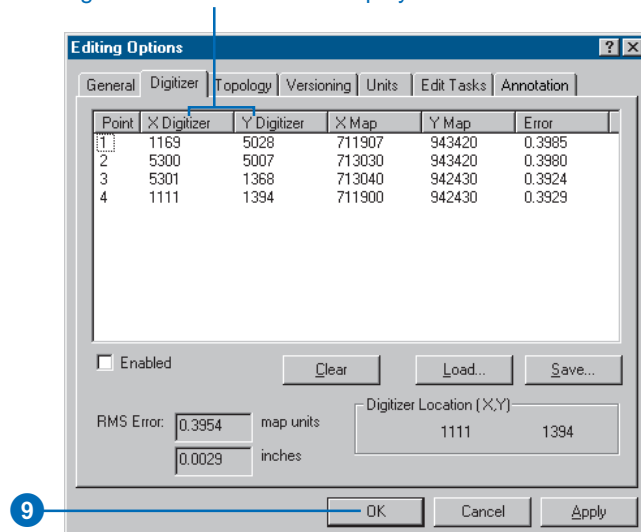 Editing Options ? X
General Digitizer Topology Versioning Units Edit Tasks Annotation
Point X Digitizer Y Digitizer X Map Y Map Error
1 1169 5028 711907 943420 0.3985
2 5300 5007 713030 943420 0.3980
3 5301 1368 713040 942430 0.3924
4 1111 1394 711900 942430 0.3929
Enabled
Clear Load... Save...
Digitizer Location (X,Y)
RMS Error: 0.3954 map units
1111 1394
0.0029 inches
9
OK Cancel Apply